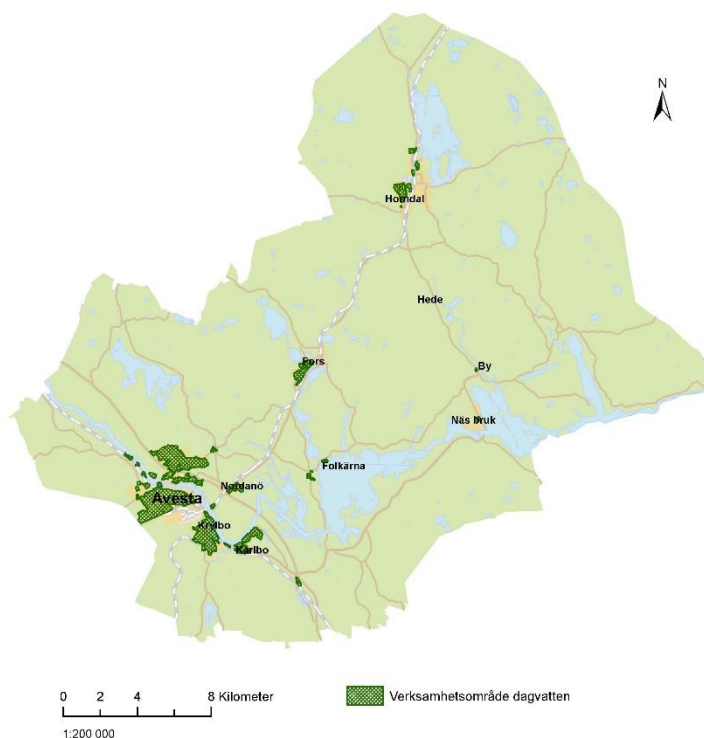 N
Horndal
Hede
Fors
By
Näs bruk
Folkärna
Nordanö
Avesta
Krylbo
Karlbo
0 2 4 8 Kilometer
Verksamhetsområde dagvatten
1:200 000